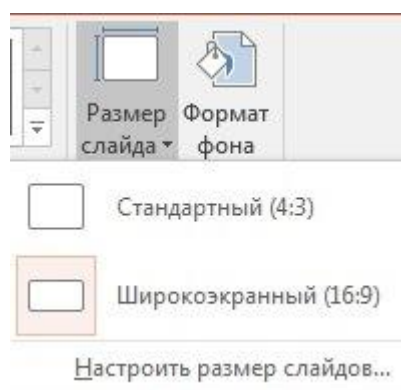 Размер Формат
слайда фона
Стандартный (4:3)
Широкоэкранный (16:9)
Настроить размер слайдов...